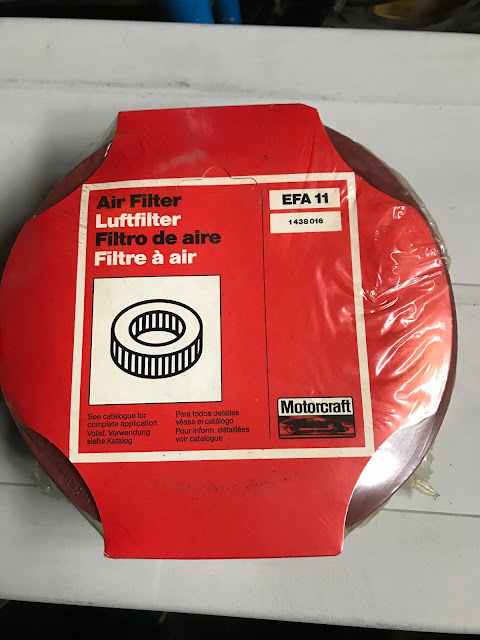 Air Filter
Luftfilter
Filtro de aire
Filtre à air
EFA 11
1438016
See catalogue for
complete application
Vollst. Verwendung
siehe Katalog
Para todos detalles
vèase el catálogo
Pour inform. détaillées
voir catalogue
Motorcraft